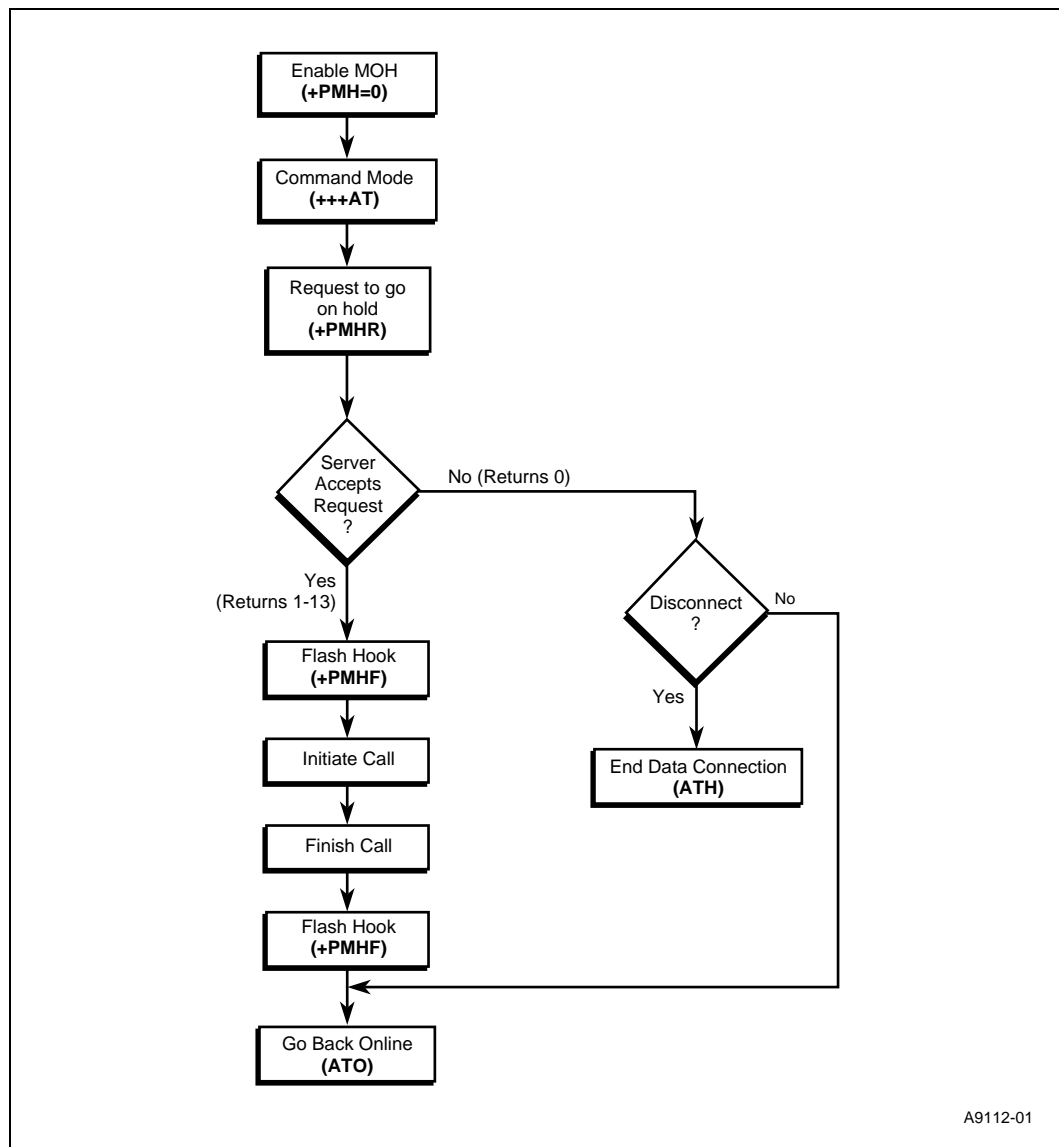 Enable MOH
(+PMH=0)
Command Mode
(+++AT)
Request to go
on hold
(+PMHR)
Server
Accepts
Request
?
No (Returns 0)
Yes
(Returns 1-13)
Disconnect
?
No
Yes
Flash Hook
(+PMHF)
Initiate Call
End Data Connection
(ATH)
Finish Call
Flash Hook
(+PMHF)
Go Back Online
(ATO)
A9112-01